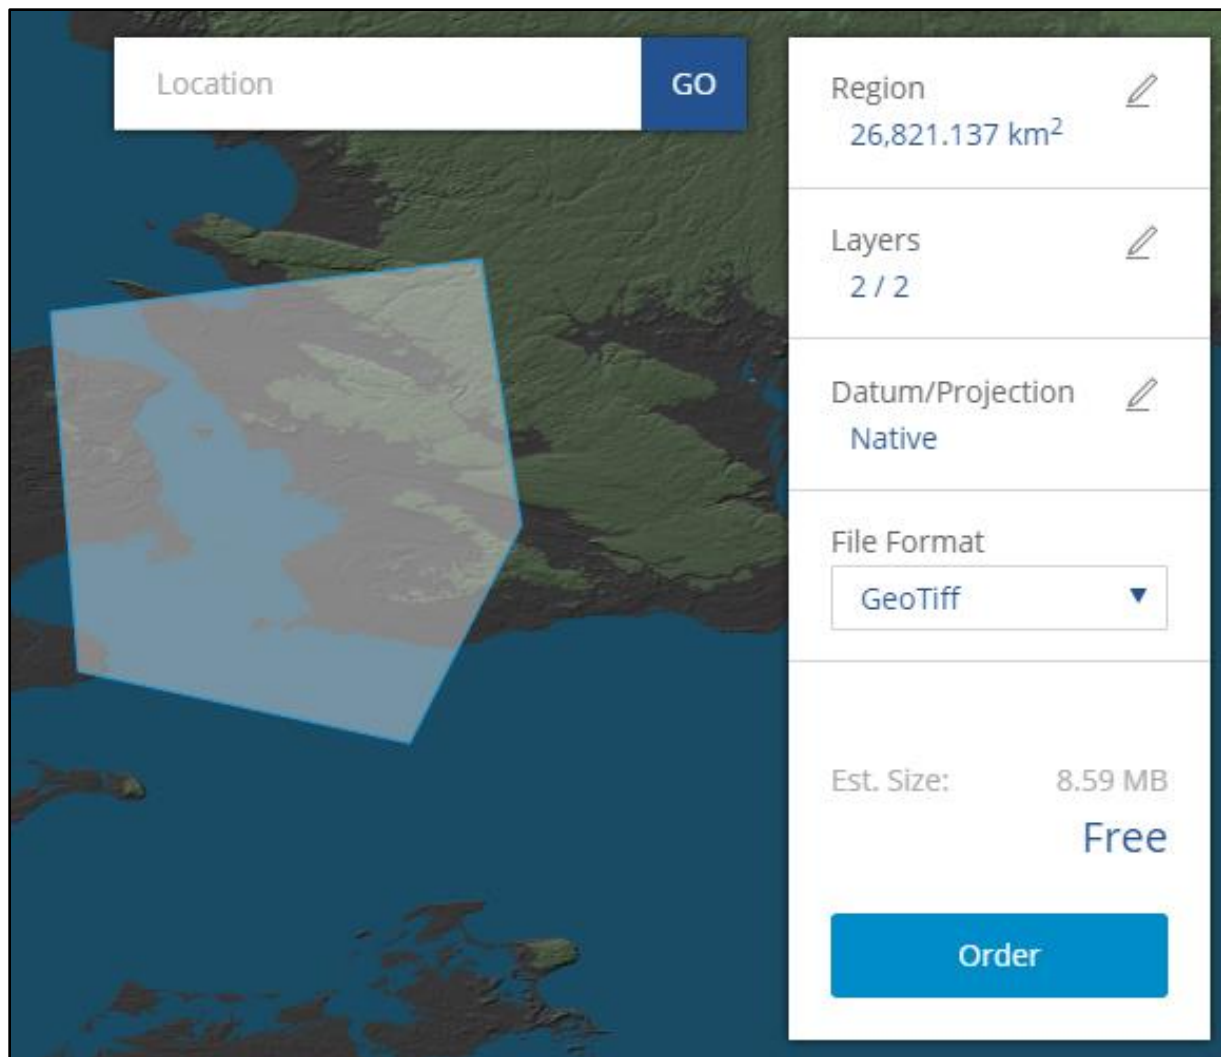 Location
GO
Region
26,821.137 km²
Layers
2 / 2
Datum/Projection
Native
File Format
GeoTiff
Est. Size: 8.59 MB
Free
Order